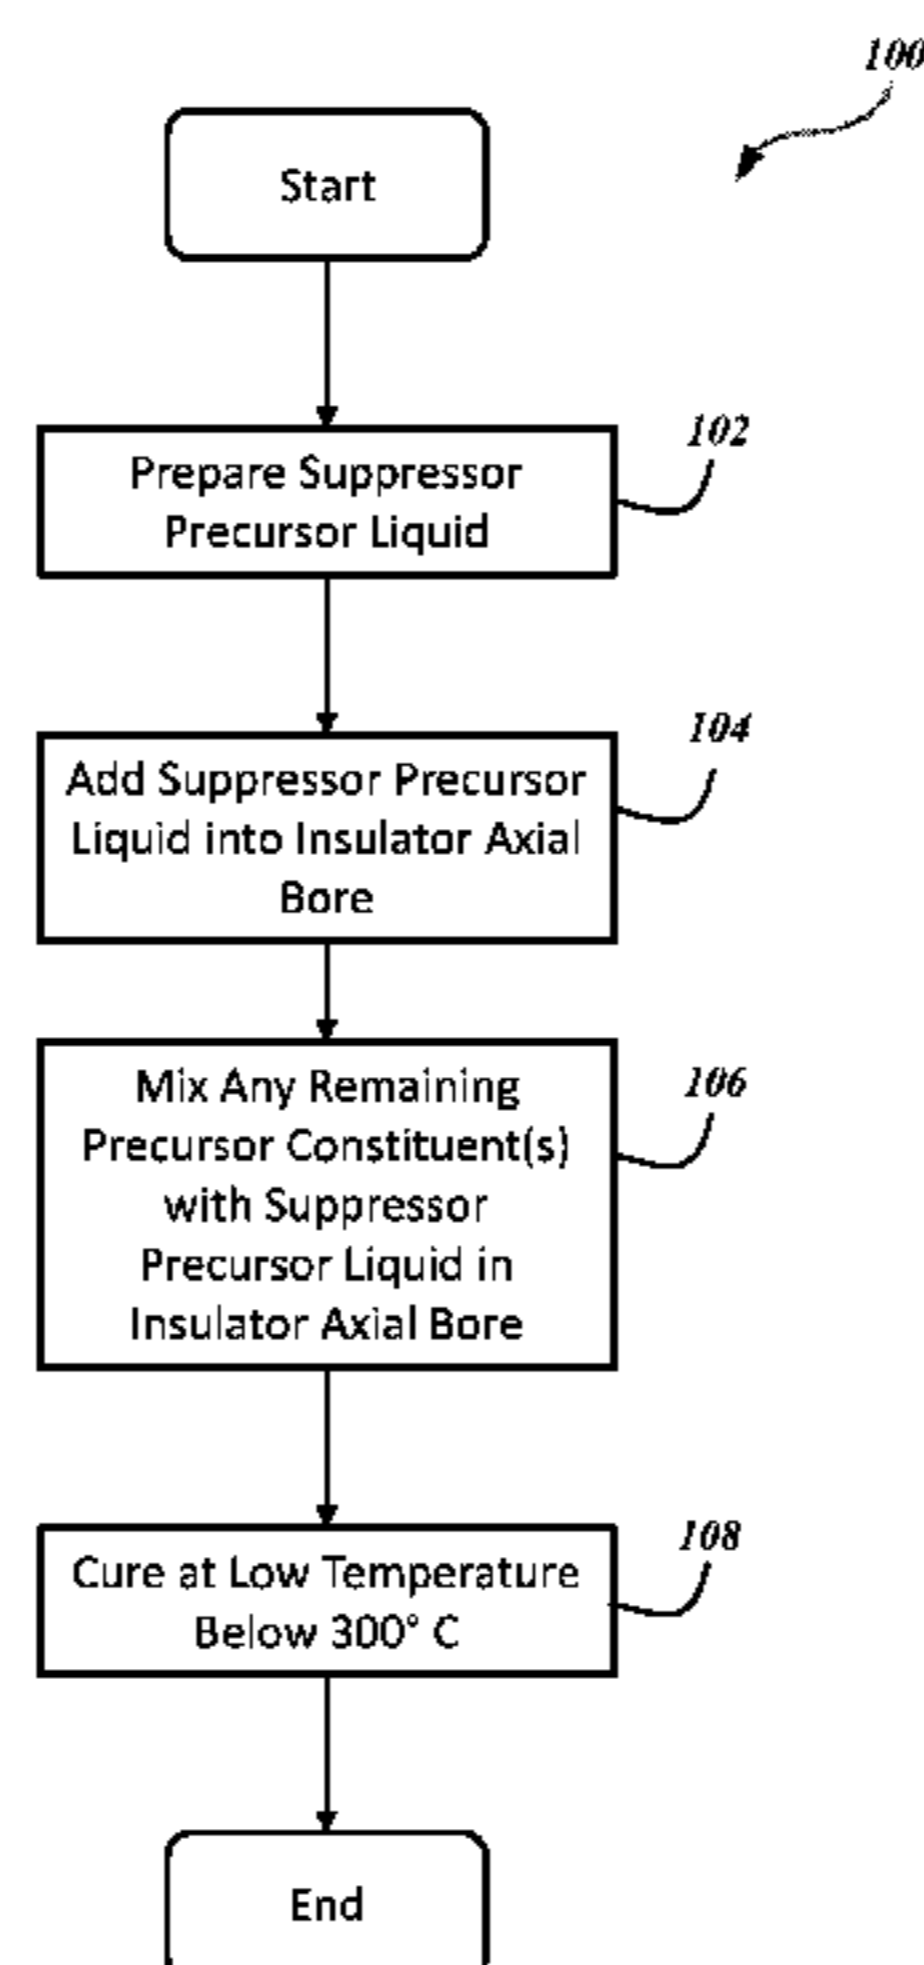 100
Start
Prepare Suppressor
Precursor Liquid
102
Add Suppressor Precursor
Liquid into Insulator Axial
Bore
104
Mix Any Remaining
Precursor Constituent(s)
with Suppressor
Precursor Liquid in
Insulator Axial Bore
106
Cure at Low Temperature
Below 300° C
108
End